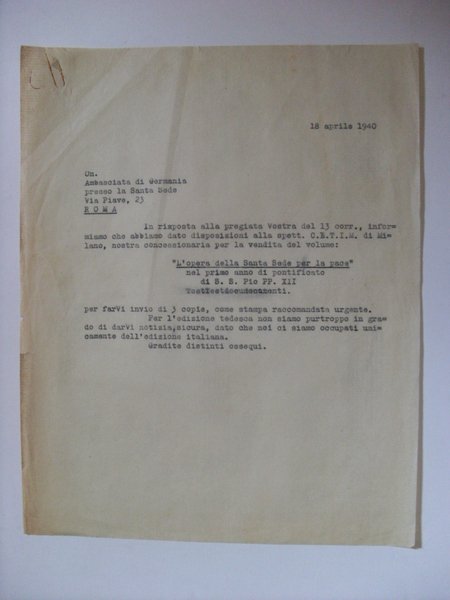 18 aprile 1940
On.
Ambasciata di Germania
presso la Santa Sede
Via Piave, 23
ROMA
In risposta alla pregiata Vostra del 13 corr., infor-
miamo che abbiamo dato disposizioni alla spett. C.E.T.I.M. di Mi-
lano, nostra concessionaria per la vendita del volume:
"L'opera della Santa Sede per la pace"
nel primo anno di pontificato
di S. S. Pio PP. XII
per farVi invio di 3 copie, come stampa raccomandata urgente.
Per l'edizione tedesca non siamo purtroppo in gra-
do di darVi notizia,sicura, dato che noi ci siamo occupati uni-
camente dell'edizione italiana.
Gradite distinti ossequi.